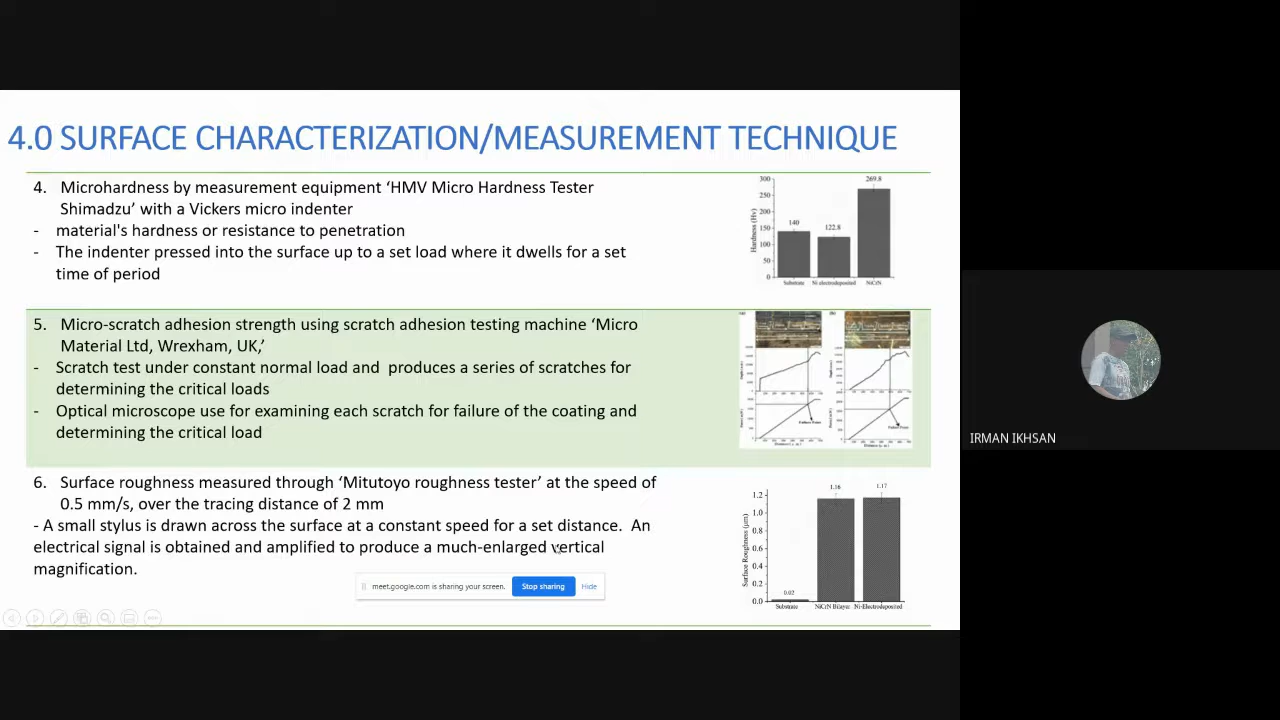 4.0 SURFACE CHARACTERIZATION/MEASUREMENT TECHNIQUE
4. Microhardness by measurement equipment ‘HMV Micro Hardness Tester
Shimadzu’ with a Vickers micro indenter
- material's hardness or resistance to penetration
- The indenter pressed into the surface up to a set load where it dwells for a set
time of period
300
250
200
150
100
50
0
Hardness (Hv)
140
122.8
269.8
Substrate Ni electrodeposited NiCrN
5. Micro-scratch adhesion strength using scratch adhesion testing machine ‘Micro
Material Ltd, Wrexham, UK,’
- Scratch test under constant normal load and produces a series of scratches for
determining the critical loads
- Optical microscope use for examining each scratch for failure of the coating and
determining the critical load
(a)
(b)
6. Surface roughness measured through ‘Mitutoyo roughness tester’ at the speed of
0.5 mm/s, over the tracing distance of 2 mm
- A small stylus is drawn across the surface at a constant speed for a set distance. An
electrical signal is obtained and amplified to produce a much-enlarged vertical
magnification.
1.2
1.0
0.8
0.6
0.4
0.2
0.0
Surface Roughness (μm)
0.02
1.16
1.17
Substrate NiCrN Bilayer Ni-Electrodeposited
meet.google.com is sharing your screen. Stop sharing Hide
IRMAN IKHSAN